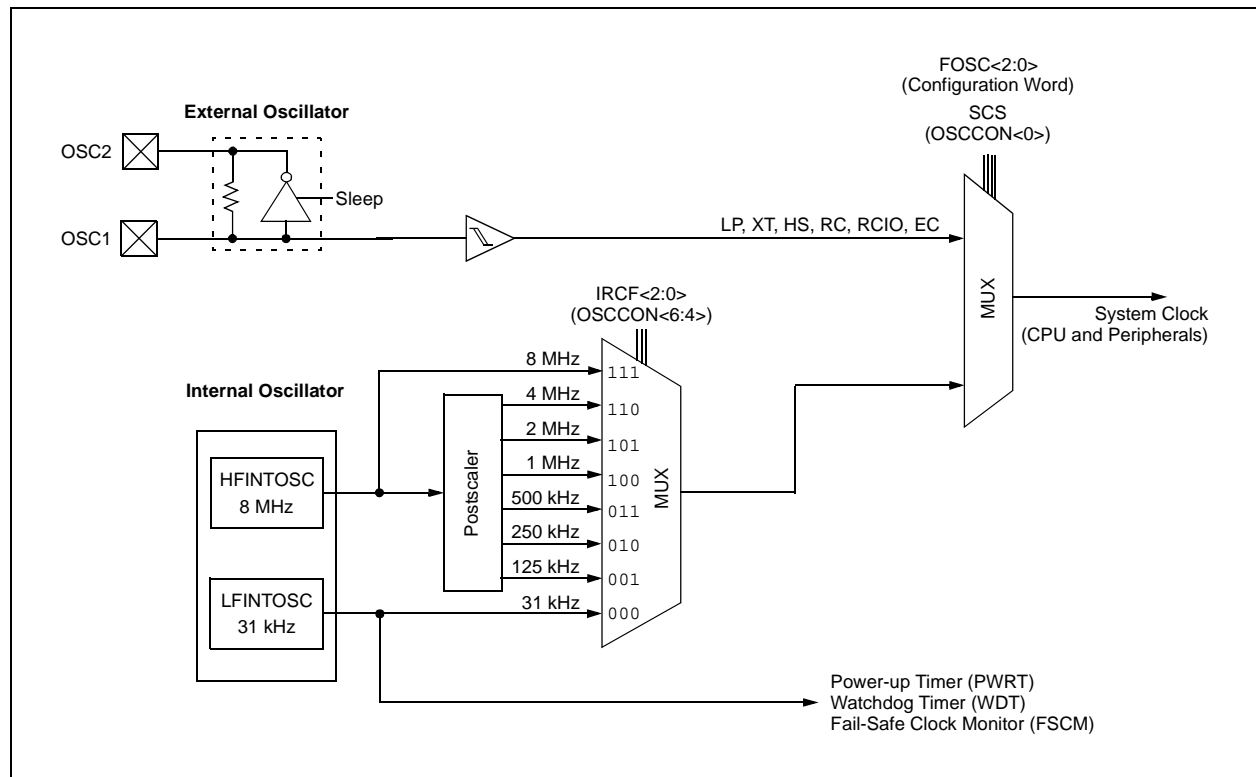 FOSC<2:0>
(Configuration Word)
SCS
(OSCCON<0>)
External Oscillator
OSC2
Sleep
OSC1
LP, XT, HS, RC, RCIO, EC
IRCF<2:0>
(OSCCON<6:4>)
MUX
System Clock
(CPU and Peripherals)
Internal Oscillator
8 MHz
111
4 MHz
110
2 MHz
101
1 MHz
100
500 kHz
011
250 kHz
010
125 kHz
001
31 kHz
000
MUX
Postscaler
HFINTOSC
8 MHz
LFINTOSC
31 kHz
Power-up Timer (PWRT)
Watchdog Timer (WDT)
Fail-Safe Clock Monitor (FSCM)